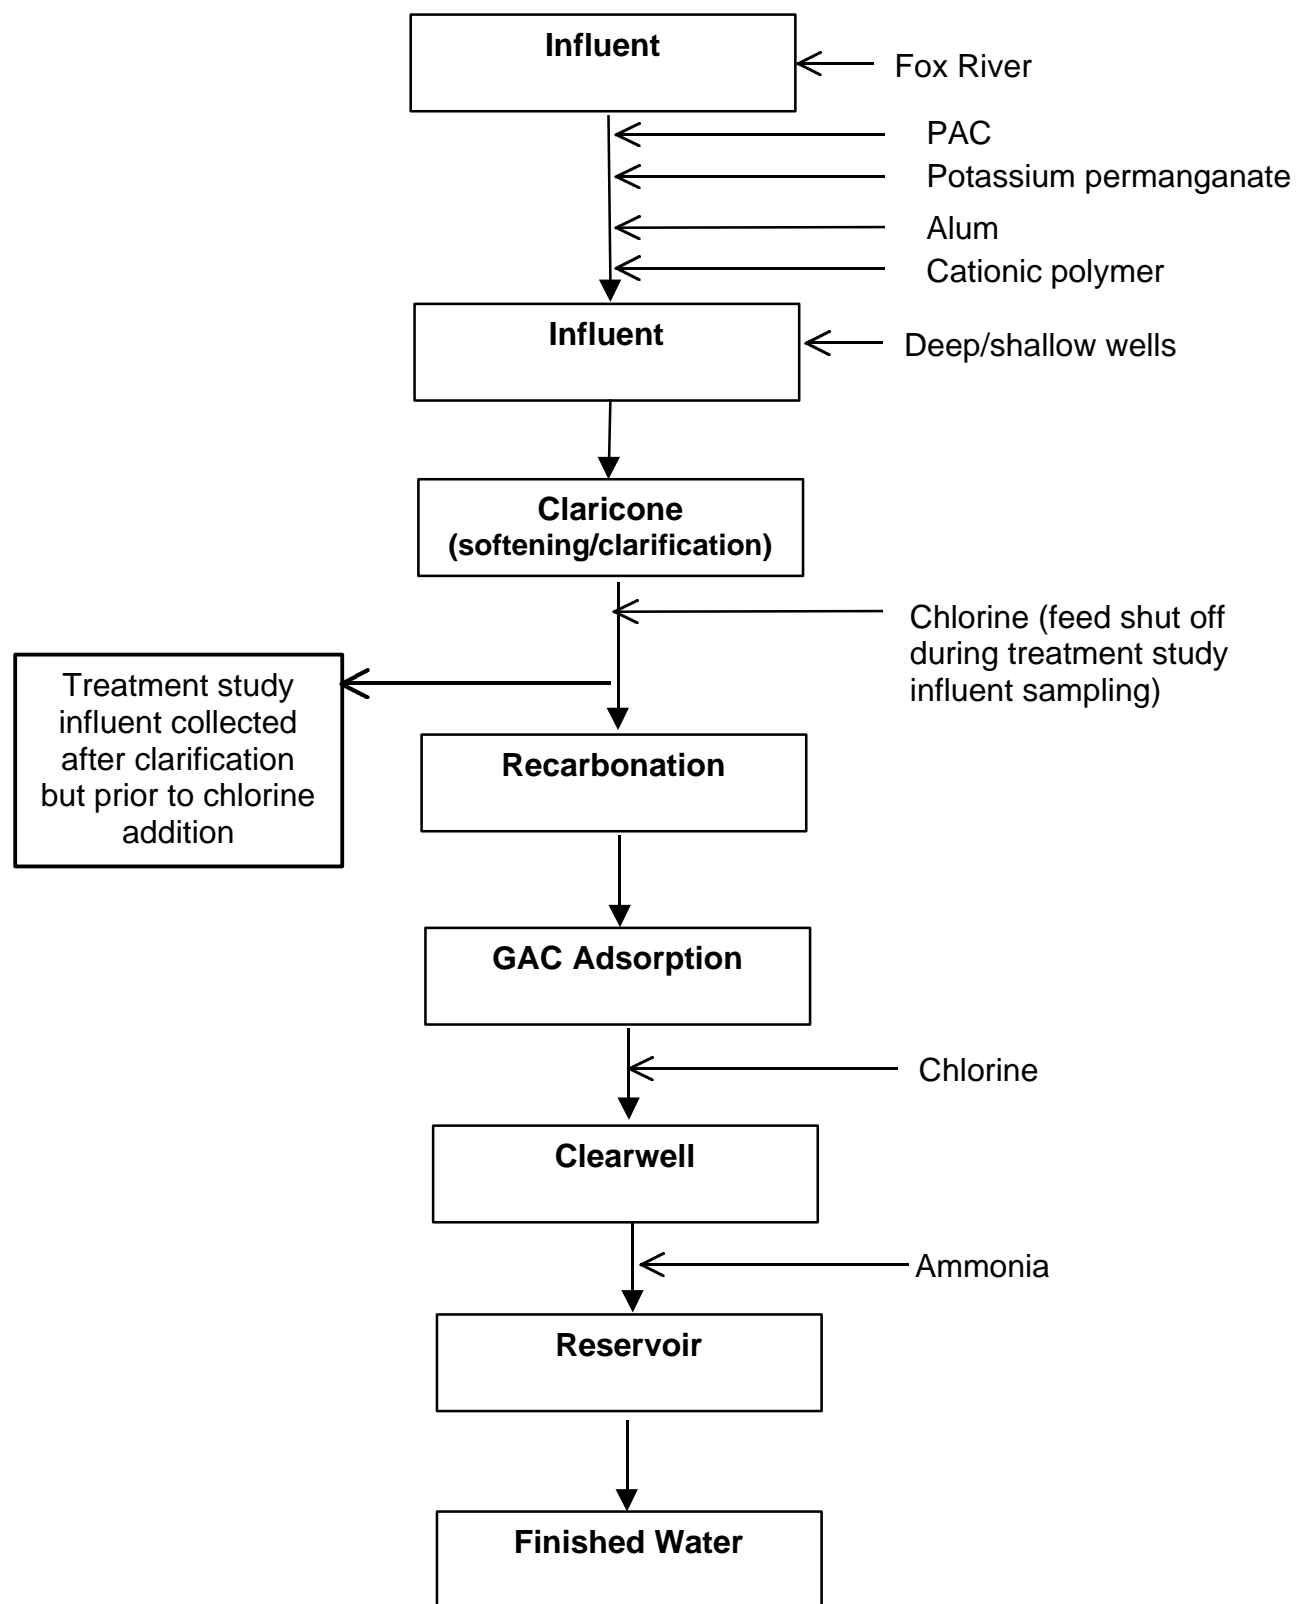 Influent
Fox River
PAC
Potassium permanganate
Alum
Cationic polymer
Influent
Deep/shallow wells
Claricone
(softening/clarification)
Chlorine (feed shut off
during treatment study
influent sampling)
Treatment study
influent collected
after clarification
but prior to chlorine
addition
Recarbonation
GAC Adsorption
Chlorine
Clearwell
Ammonia
Reservoir
Finished Water